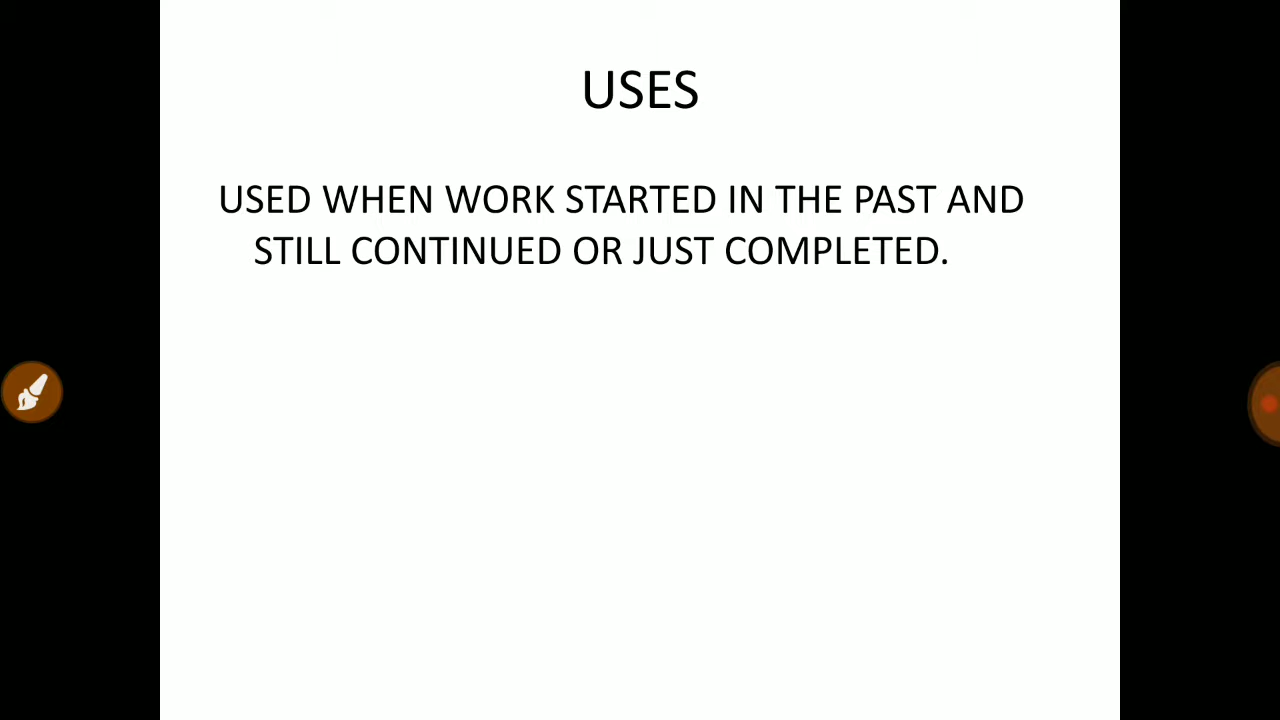 USES
USED WHEN WORK STARTED IN THE PAST AND
STILL CONTINUED OR JUST COMPLETED.